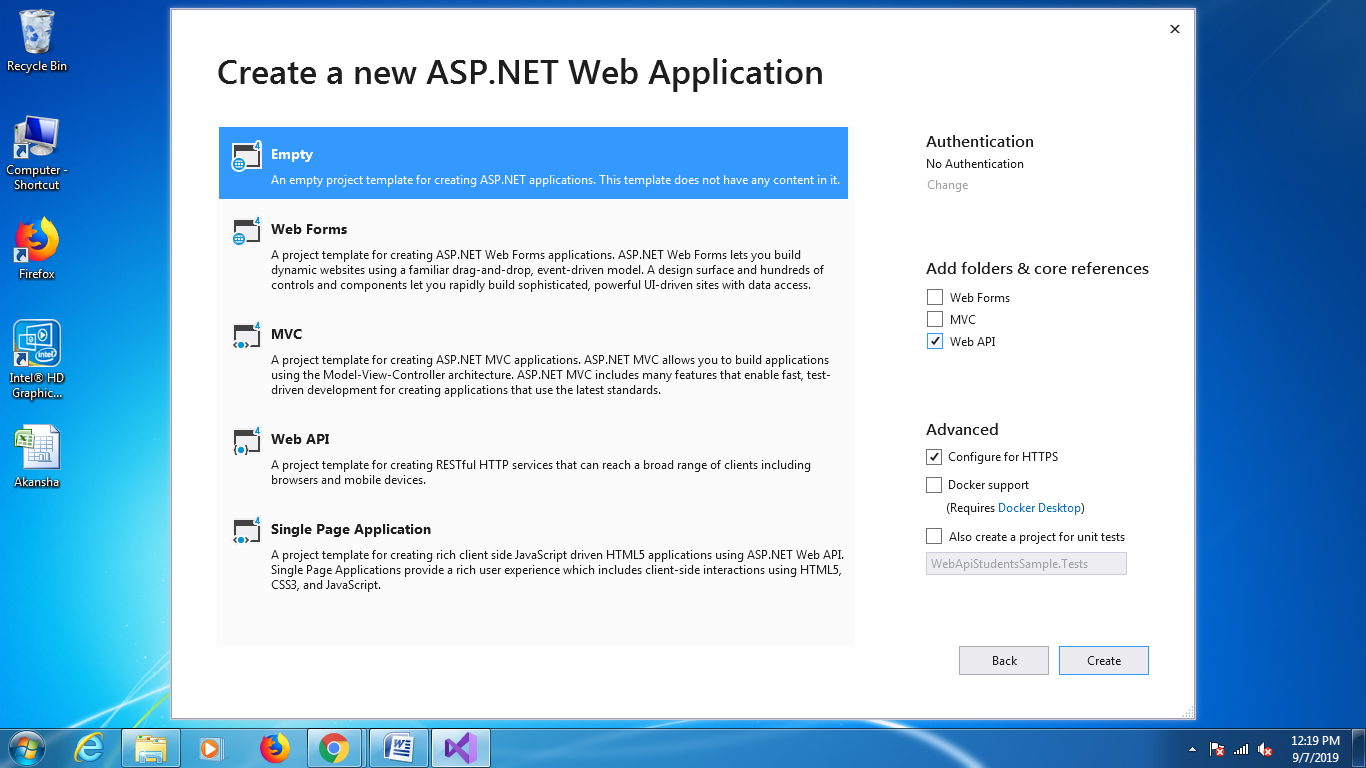 Recycle Bin
Computer -
Shortcut
Firefox
Intel® HD
Graphic...
Akansha
Create a new ASP.NET Web Application
Empty
An empty project template for creating ASP.NET applications. This template does not have any content in it.
Web Forms
A project template for creating ASP.NET Web Forms applications. ASP.NET Web Forms lets you build
dynamic websites using a familiar drag-and-drop, event-driven model. A design surface and hundreds of
controls and components let you rapidly build sophisticated, powerful UI-driven sites with data access.
MVC
A project template for creating ASP.NET MVC applications. ASP.NET MVC allows you to build applications
using the Model-View-Controller architecture. ASP.NET MVC includes many features that enable fast, test-
driven development for creating applications that use the latest standards.
Web API
A project template for creating RESTful HTTP services that can reach a broad range of clients including
browsers and mobile devices.
Single Page Application
A project template for creating rich client side JavaScript driven HTML5 applications using ASP.NET Web API.
Single Page Applications provide a rich user experience which includes client-side interactions using HTML5,
CSS3, and JavaScript.
Authentication
No Authentication
Change
Add folders & core references
Web Forms
MVC
Web API
Advanced
Configure for HTTPS
Docker support
(Requires Docker Desktop)
Also create a project for unit tests
WebApiStudentsSample.Tests
Back
Create
12:19 PM
9/7/2019